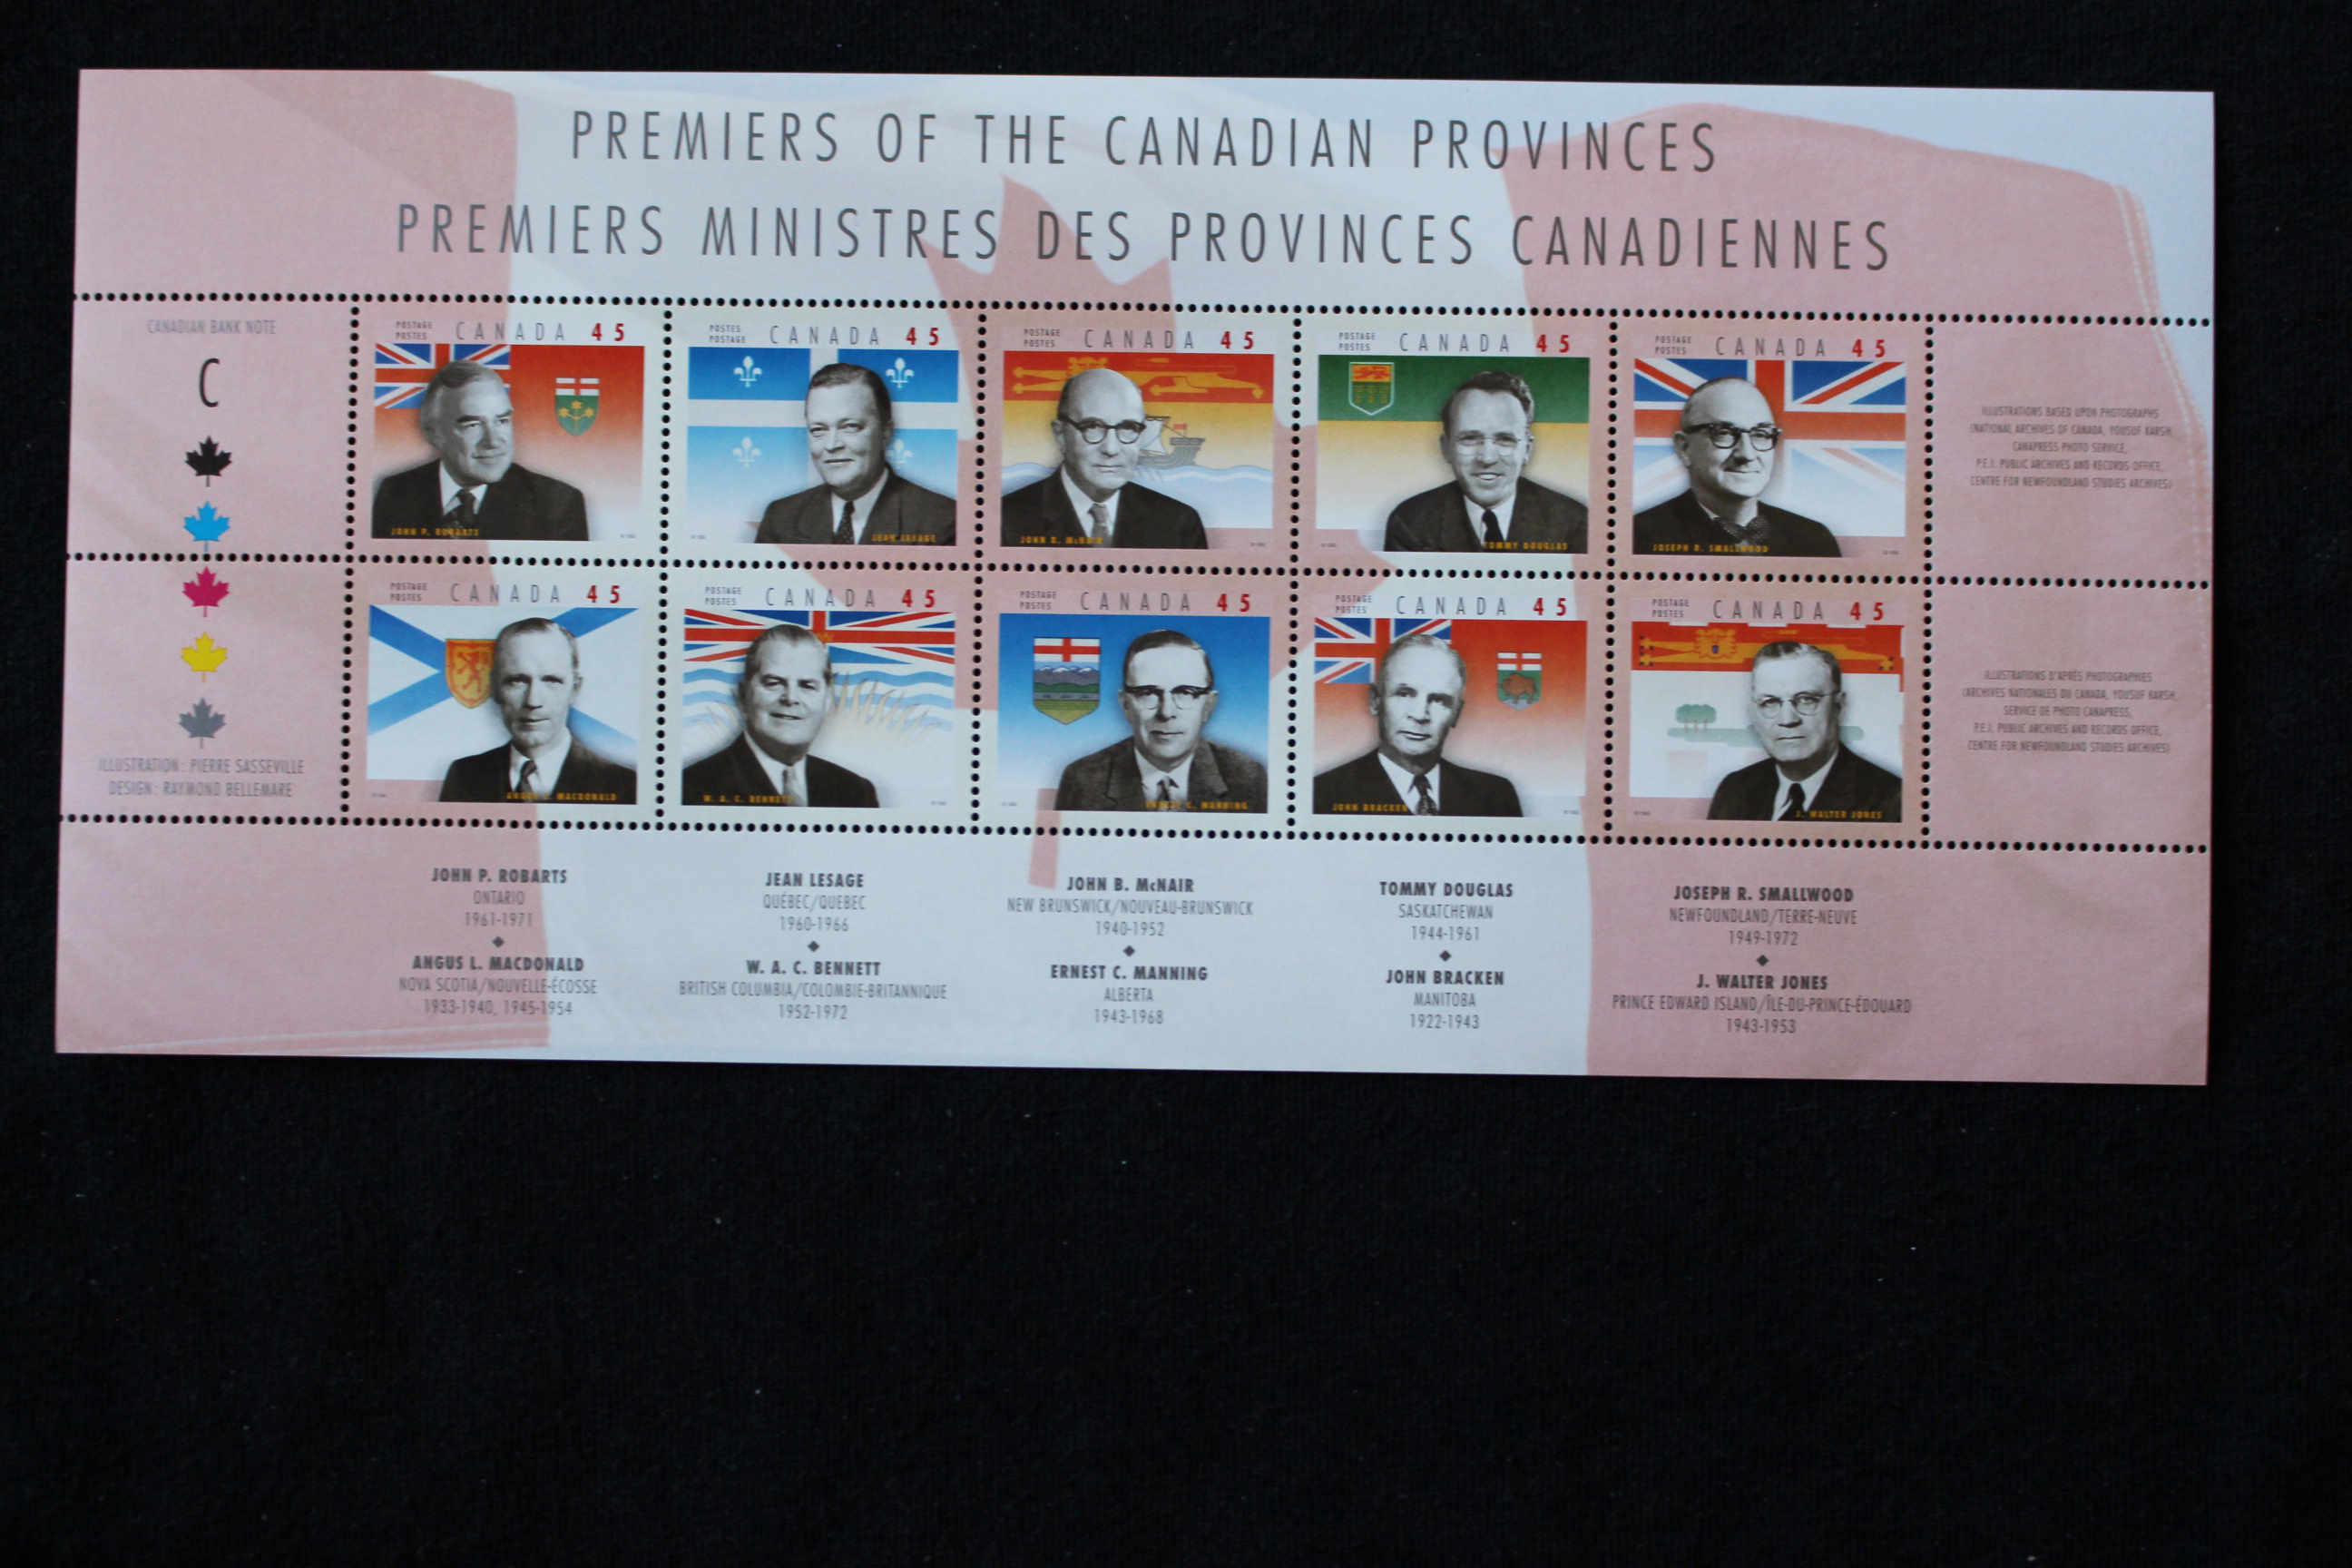 PREMIERS OF THE CANADIAN PROVINCES
PREMIERS MINISTRES DES PROVINCES CANADIENNES
CANADIAN BANK NOTE
C
POSTAGE
POSTES
CANADA 45
JOHN P. ROBARTS
POSTES
POSTAGE
CANADA 45
JEAN LESAGE
POSTAGE
POSTES
CANADA 45
JOHN B. McNAIR
POSTAGE
POSTES
CANADA 45
TOMMY DOUGLAS
POSTAGE
POSTES
CANADA 45
JOSEPH R. SMALLWOOD
ILLUSTRATIONS BASED UPON PHOTOGRAPHS
(NATIONAL ARCHIVES OF CANADA, YOUSUF KARSH,
CANAPRESS PHOTO SERVICE,
P.E.I. PUBLIC ARCHIVES AND RECORDS OFFICE,
CENTRE FOR NEWFOUNDLAND STUDIES ARCHIVES)
ILLUSTRATION : PIERRE SASSEVILLE
DESIGN : RAYMOND BELLEMARE
POSTAGE
POSTES
CANADA 45
ANGUS L. MACDONALD
POSTAGE
POSTES
CANADA 45
W. A. C. BENNETT
POSTAGE
POSTES
CANADA 45
ERNEST C. MANNING
POSTAGE
POSTES
CANADA 45
JOHN BRACKEN
POSTAGE
POSTES
CANADA 45
J. WALTER JONES
ILLUSTRATIONS D'APRÈS PHOTOGRAPHIES
(ARCHIVES NATIONALES DU CANADA, YOUSUF KARSH,
SERVICE DE PHOTO CANAPRESS,
P.E.I. PUBLIC ARCHIVES AND RECORDS OFFICE,
CENTRE FOR NEWFOUNDLAND STUDIES ARCHIVES)
JOHN P. ROBARTS
ONTARIO
1961-1971
ANGUS L. MACDONALD
NOVA SCOTIA/NOUVELLE-ÉCOSSE
1933-1940, 1945-1954
JEAN LESAGE
QUÉBEC/QUEBEC
1960-1966
W. A. C. BENNETT
BRITISH COLUMBIA/COLOMBIE-BRITANNIQUE
1952-1972
JOHN B. McNAIR
NEW BRUNSWICK/NOUVEAU-BRUNSWICK
1940-1952
ERNEST C. MANNING
ALBERTA
1943-1968
TOMMY DOUGLAS
SASKATCHEWAN
1944-1961
JOHN BRACKEN
MANITOBA
1922-1943
JOSEPH R. SMALLWOOD
NEWFOUNDLAND/TERRE-NEUVE
1949-1972
J. WALTER JONES
PRINCE EDWARD ISLAND/ÎLE-DU-PRINCE-ÉDOUARD
1943-1953